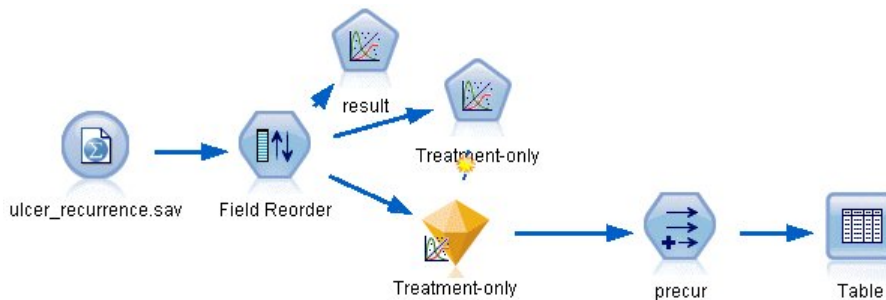 result
Treatment-only
ulcer_recurrence.sav
Field Reorder
Treatment-only
precur
Table